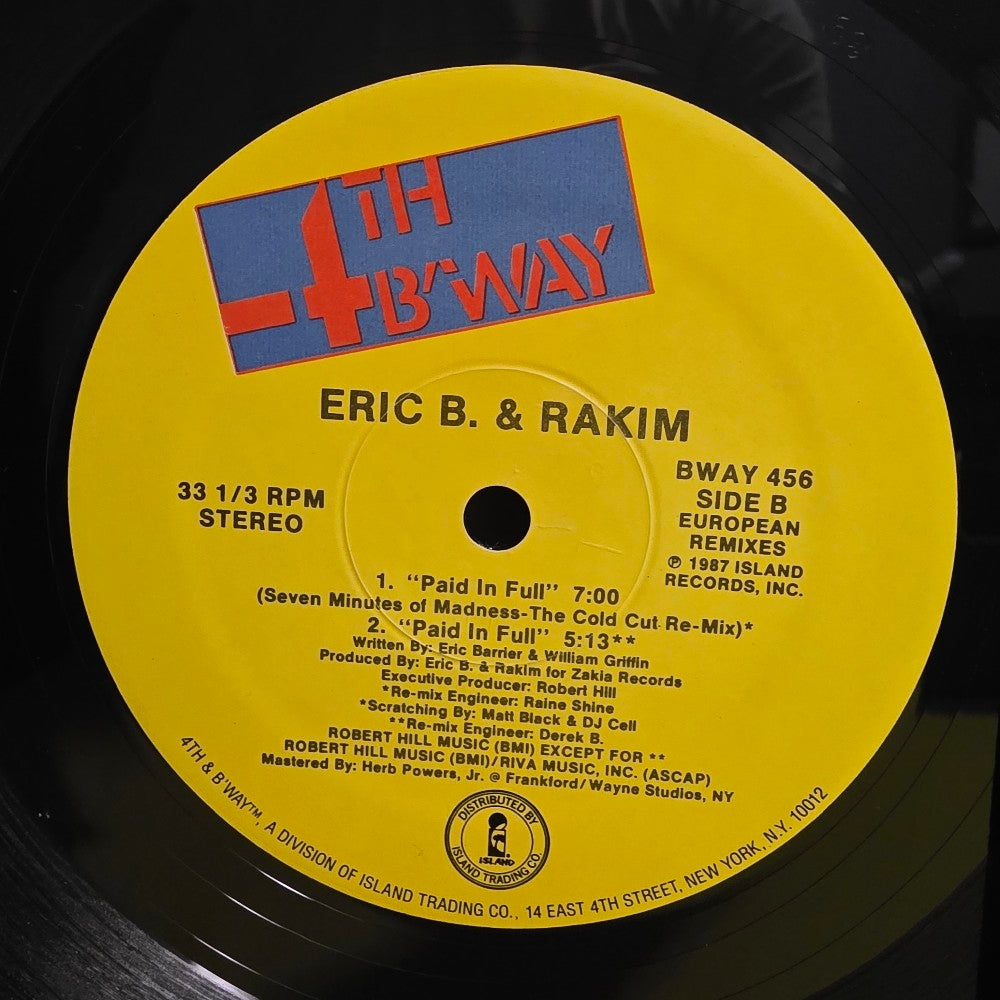 4TH
B'WAY
ERIC B. & RAKIM
33 1/3 RPM
STEREO
BWAY 456
SIDE B
EUROPEAN
REMIXES
℗ 1987 ISLAND
RECORDS, INC.
1. "Paid In Full" 7:00
(Seven Minutes of Madness-The Cold Cut Re-Mix)*
2. "Paid In Full" 5:13**
Written By: Eric Barrier & William Griffin
Produced By: Eric B. & Rakim for Zakia Records
Executive Producer: Robert Hill
*Re-mix Engineer: Raine Shine
*Scratching By: Matt Black & DJ Cell
**Re-mix Engineer: Derek B.
ROBERT HILL MUSIC (BMI) EXCEPT FOR **
ROBERT HILL MUSIC (BMI)/RIVA MUSIC, INC. (ASCAP)
Mastered By: Herb Powers, Jr. @ Frankford/Wayne Studios, NY
DISTRIBUTED BY
ISLAND
ISLAND TRADING CO.
4TH & B'WAY™, A DIVISION OF ISLAND TRADING CO., 14 EAST 4TH STREET, NEW YORK, N.Y. 10012